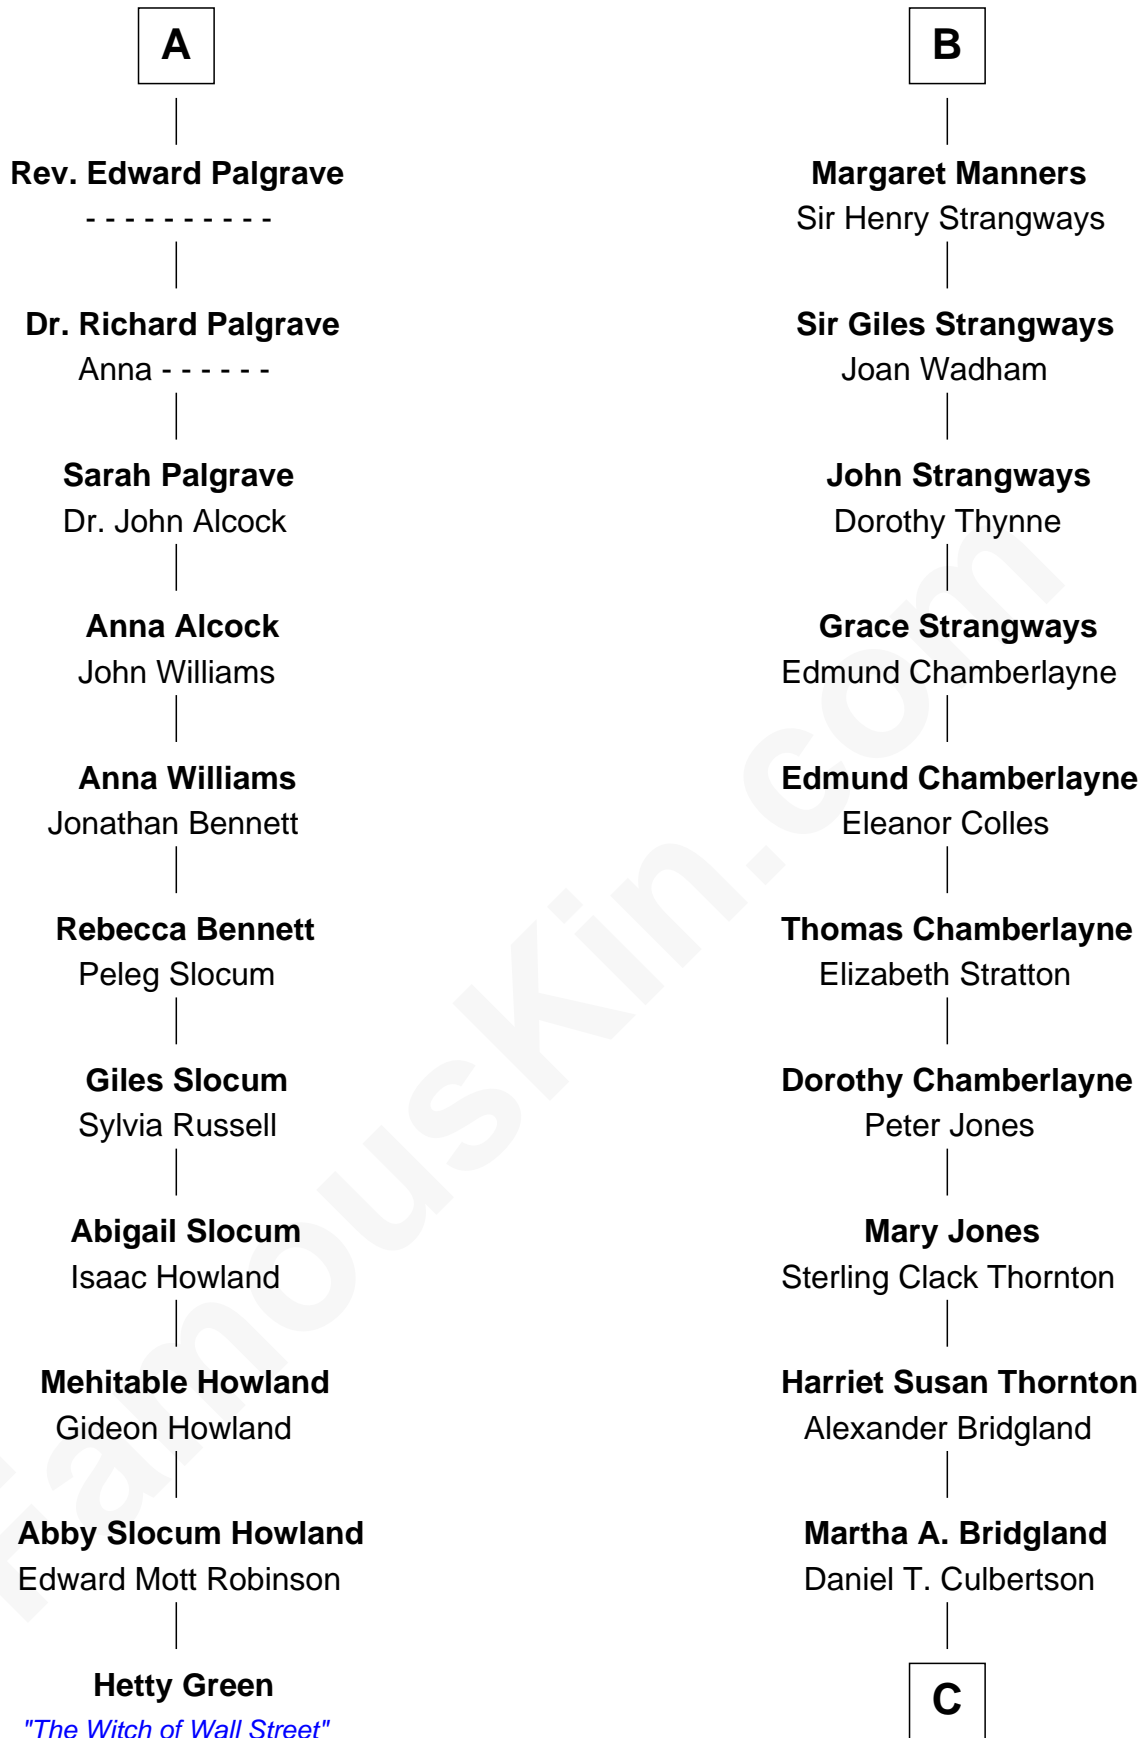 A
Rev. Edward Palgrave
- - - - - - - - - -
Dr. Richard Palgrave
Anna - - - - - -
Sarah Palgrave
Dr. John Alcock
Anna Alcock
John Williams
Anna Williams
Jonathan Bennett
Rebecca Bennett
Peleg Slocum
Giles Slocum
Sylvia Russell
Abigail Slocum
Isaac Howland
Mehitable Howland
Gideon Howland
Abby Slocum Howland
Edward Mott Robinson
Hetty Green
"The Witch of Wall Street"
B
Margaret Manners
Sir Henry Strangways
Sir Giles Strangways
Joan Wadham
John Strangways
Dorothy Thynne
Grace Strangways
Edmund Chamberlayne
Edmund Chamberlayne
Eleanor Colles
Thomas Chamberlayne
Elizabeth Stratton
Dorothy Chamberlayne
Peter Jones
Mary Jones
Sterling Clack Thornton
Harriet Susan Thornton
Alexander Bridgland
Martha A. Bridgland
Daniel T. Culbertson
C
FamousKin.com